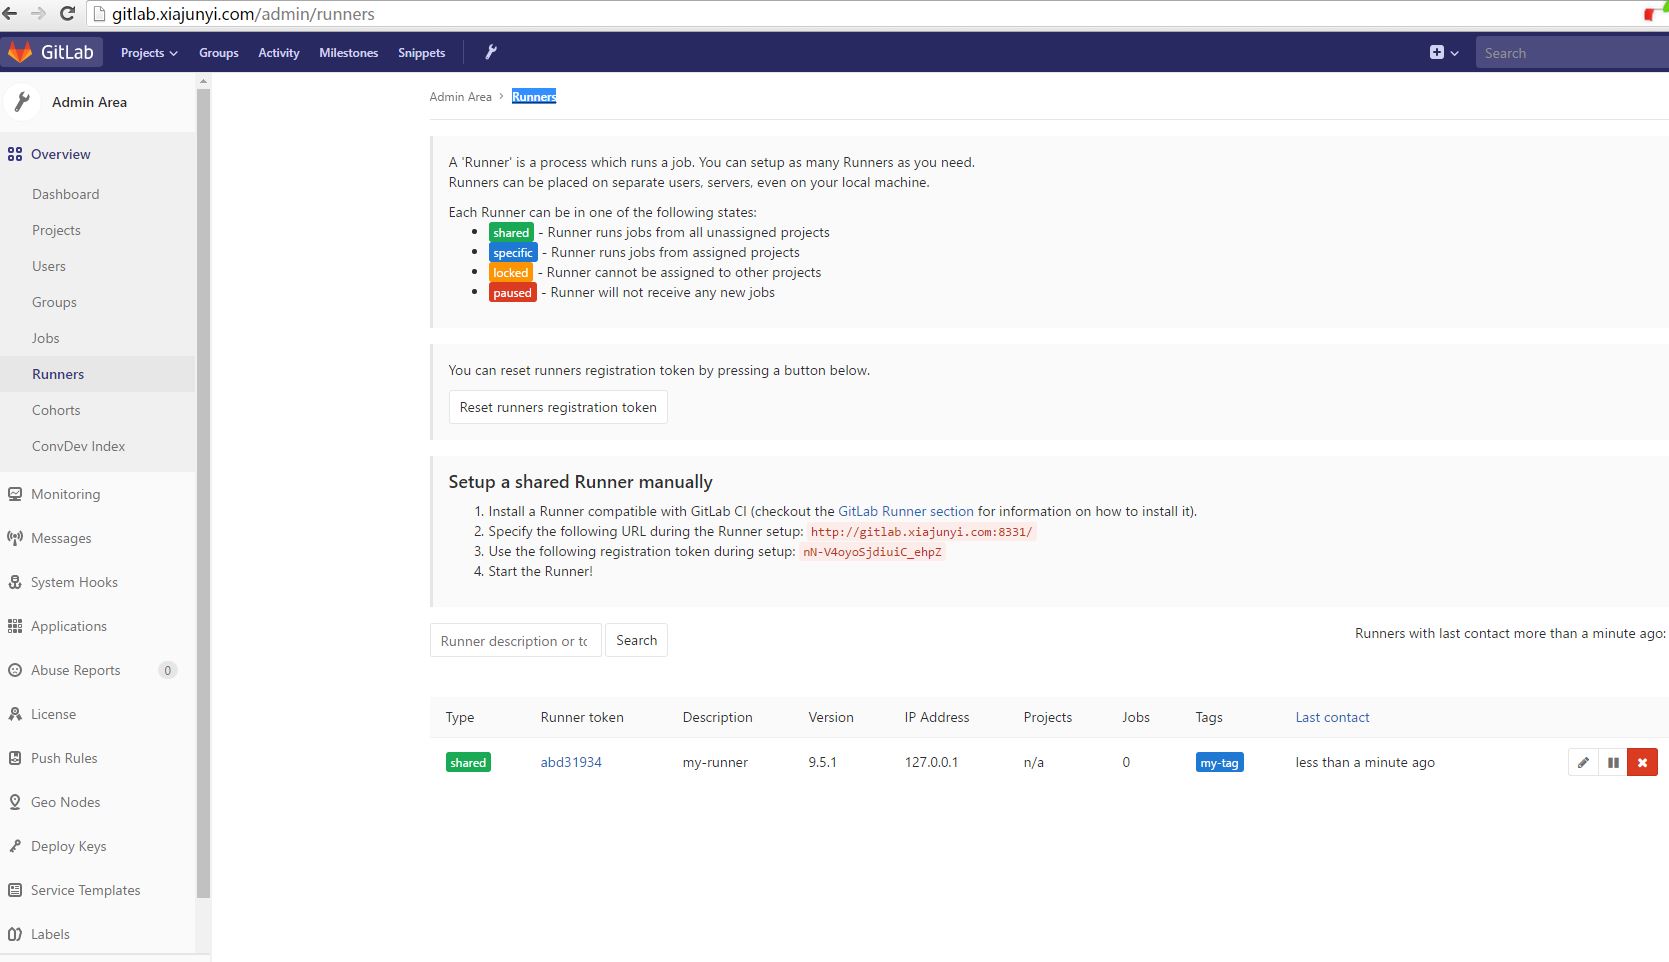 gitlab.xiajunyi.com/admin/runners
GitLab Projects Groups Activity Milestones Snippets Search
Admin Area
Overview
Dashboard
Projects
Users
Groups
Jobs
Runners
Cohorts
ConvDev Index
Monitoring
Messages
System Hooks
Applications
Abuse Reports 0
License
Push Rules
Geo Nodes
Deploy Keys
Service Templates
Labels
Admin Area › Runners
A 'Runner' is a process which runs a job. You can setup as many Runners as you need.
Runners can be placed on separate users, servers, even on your local machine.
Each Runner can be in one of the following states:
• shared - Runner runs jobs from all unassigned projects
• specific - Runner runs jobs from assigned projects
• locked - Runner cannot be assigned to other projects
• paused - Runner will not receive any new jobs
You can reset runners registration token by pressing a button below.
Reset runners registration token
Setup a shared Runner manually
1. Install a Runner compatible with GitLab CI (checkout the GitLab Runner section for information on how to install it).
2. Specify the following URL during the Runner setup: http://gitlab.xiajunyi.com:8331/
3. Use the following registration token during setup: nN-V4oyoSjdiuiC_ehpZ
4. Start the Runner!
Runner description or to Search
Runners with last contact more than a minute ago:
Type Runner token Description Version IP Address Projects Jobs Tags Last contact
shared abd31934 my-runner 9.5.1 127.0.0.1 n/a 0 my-tag less than a minute ago